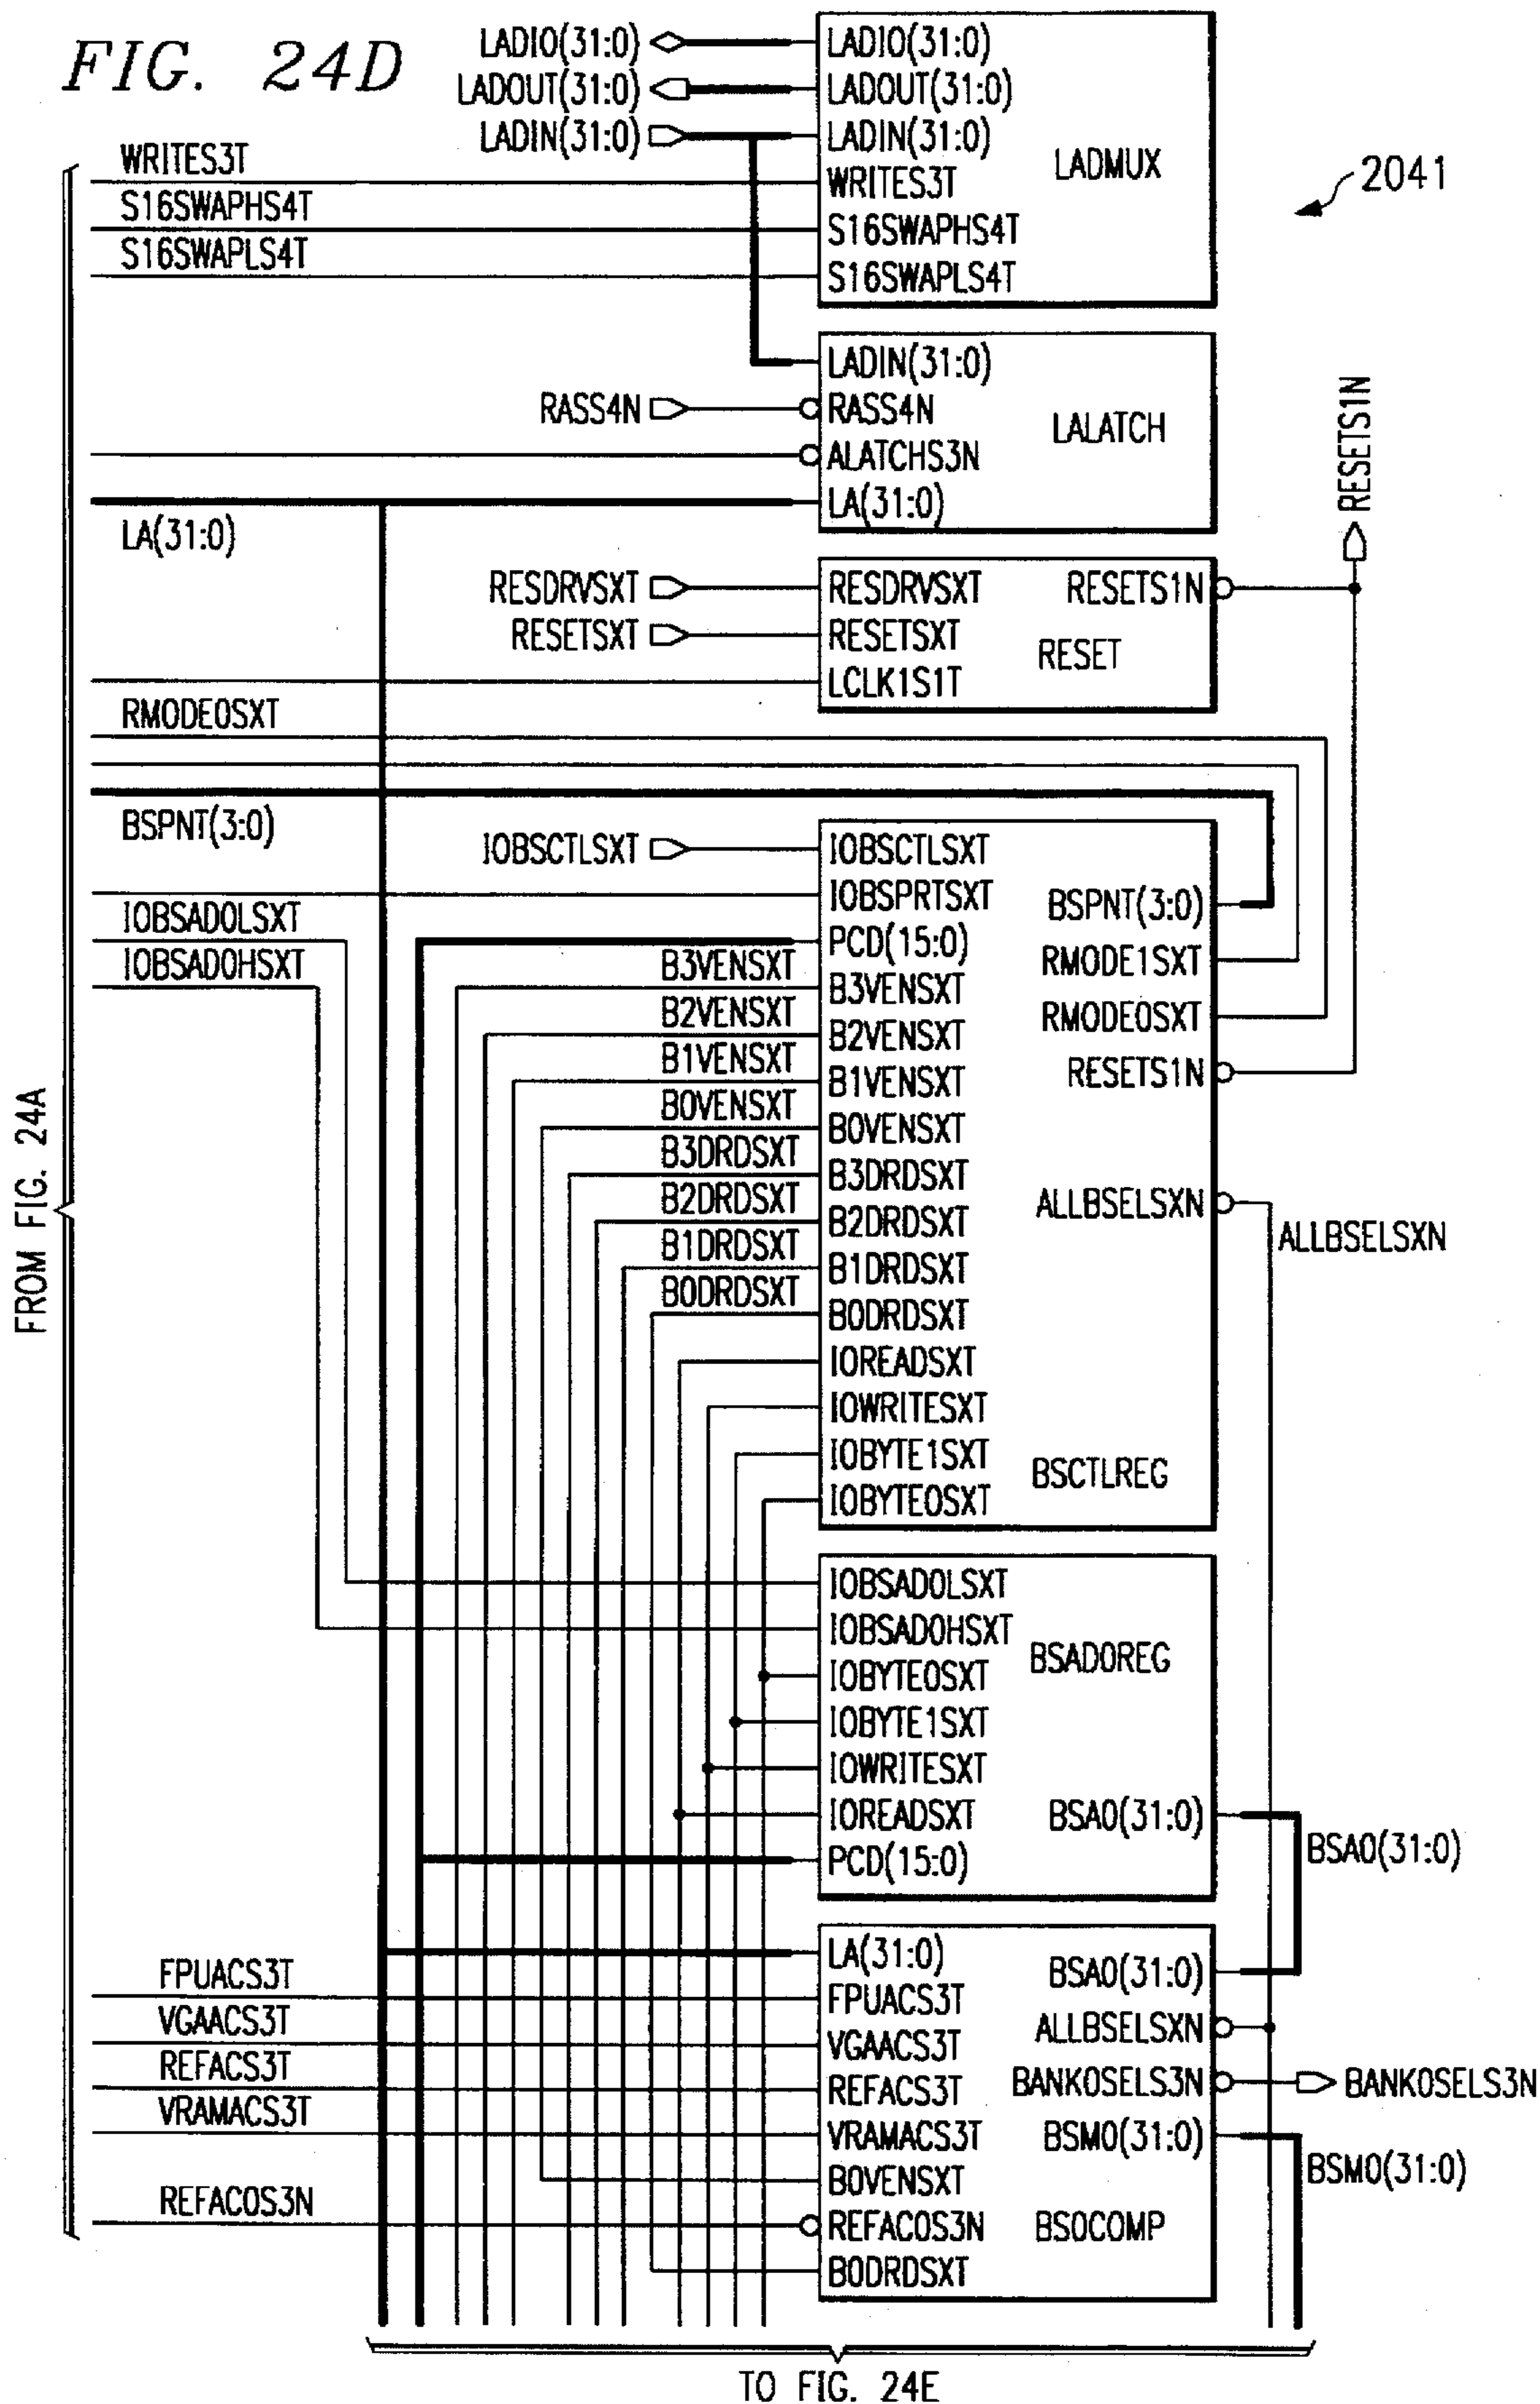 FIG. 24D
LADIO(31:0)
LADOUT(31:0)
LADIN(31:0)
WRITES3T
S16SWAPHS4T
S16SWAPLS4T
LADIO(31:0)
LADOUT(31:0)
LADIN(31:0)
WRITES3T
S16SWAPHS4T
S16SWAPLS4T
LADMUX
2041
RASS4N
LADIN(31:0)
RASS4N
ALATCHS3N
LA(31:0)
LALATCH
LA(31:0)
RESETS1N
RESDRVSXT
RESETSXT
RESDRVSXT
RESETSXT
LCLK1S1T
RESETS1N
RESET
RMODE0SXT
BSPNT(3:0)
IOBSCTLSXT
IOBSAD0LSXT
IOBSAD0HSXT
B3VENSXT
B2VENSXT
B1VENSXT
B0VENSXT
B3DRDSXT
B2DRDSXT
B1DRDSXT
B0DRDSXT
IOBSCTLSXT
IOBSPRTSXT
PCD(15:0)
B3VENSXT
B2VENSXT
B1VENSXT
B0VENSXT
B3DRDSXT
B2DRDSXT
B1DRDSXT
B0DRDSXT
IOREADSXT
IOWRITESXT
IOBYTE1SXT
IOBYTE0SXT
BSPNT(3:0)
RMODE1SXT
RMODE0SXT
RESETS1N
ALLBSELSXN
BSCTLREG
ALLBSELSXN
FROM FIG. 24A
IOBSAD0LSXT
IOBSAD0HSXT
IOBYTE0SXT
IOBYTE1SXT
IOWRITESXT
IOREADSXT
PCD(15:0)
BSAD0REG
BSA0(31:0)
BSA0(31:0)
FPUACS3T
VGAACS3T
REFACS3T
VRAMACS3T
REFAC0S3N
LA(31:0)
FPUACS3T
VGAACS3T
REFACS3T
VRAMACS3T
B0VENSXT
REFAC0S3N
B0DRDSXT
BSA0(31:0)
ALLBSELSXN
BANK0SELS3N
BSM0(31:0)
BS0COMP
BANK0SELS3N
BSM0(31:0)
TO FIG. 24E